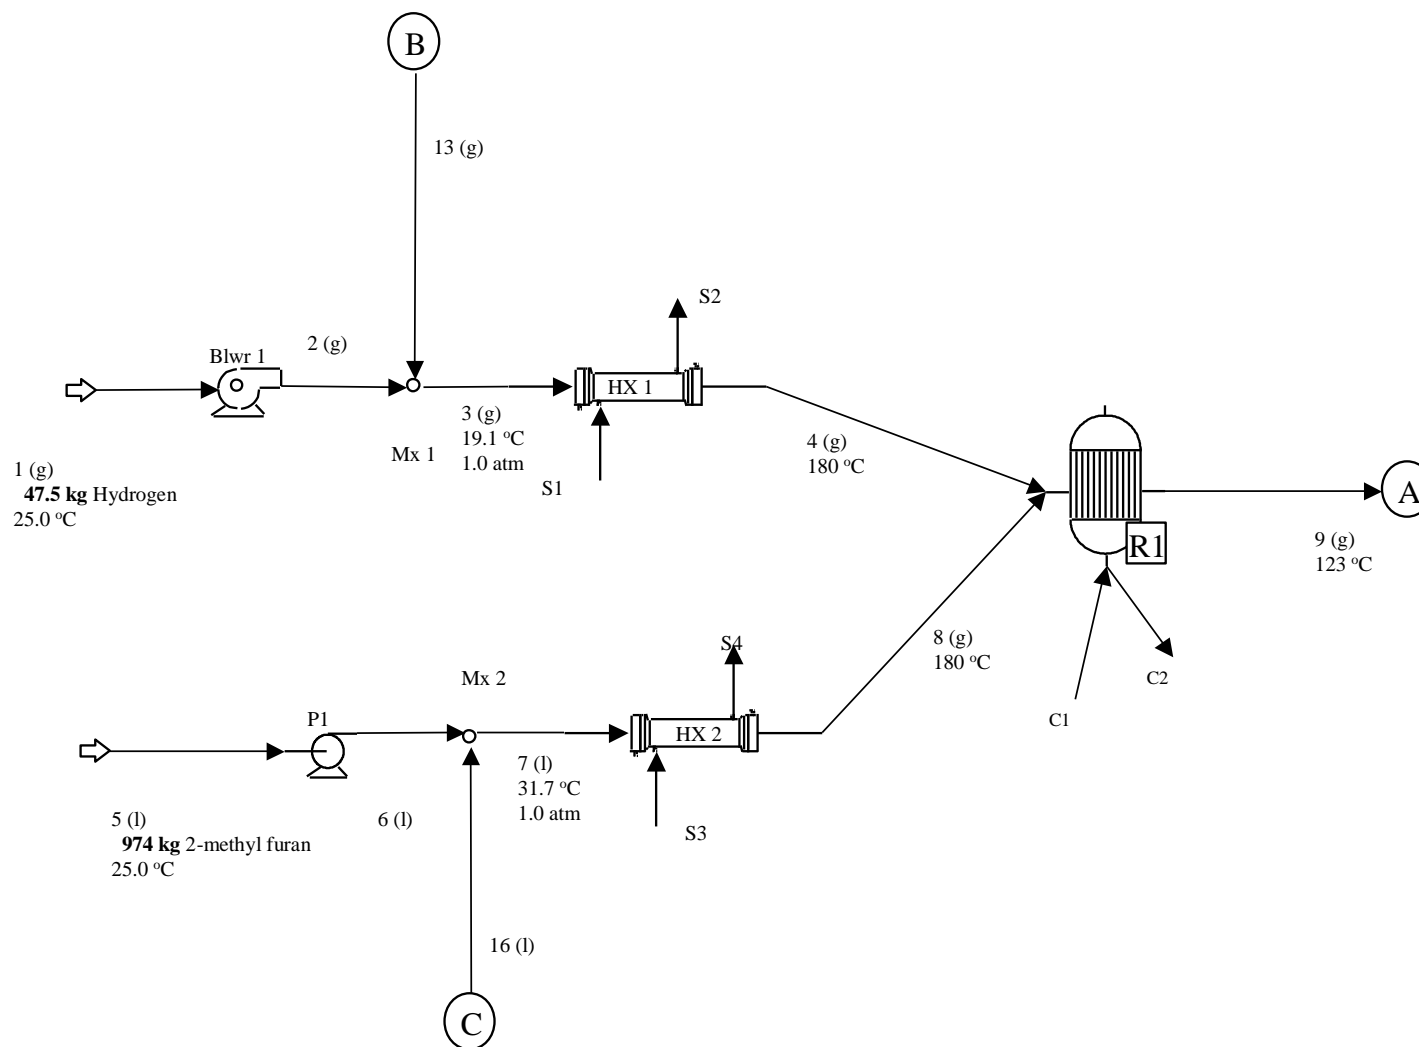 B
13 (g)
2 (g)
Blwr 1
S2
HX 1
3 (g)
19.1 °C
1.0 atm
Mx 1
S1
4 (g)
180 °C
1 (g)
47.5 kg Hydrogen
25.0 °C
A
R1
9 (g)
123 °C
8 (g)
180 °C
S4
C2
C1
Mx 2
P1
HX 2
7 (l)
31.7 °C
1.0 atm
S3
5 (l)
974 kg 2-methyl furan
25.0 °C
6 (l)
16 (l)
C